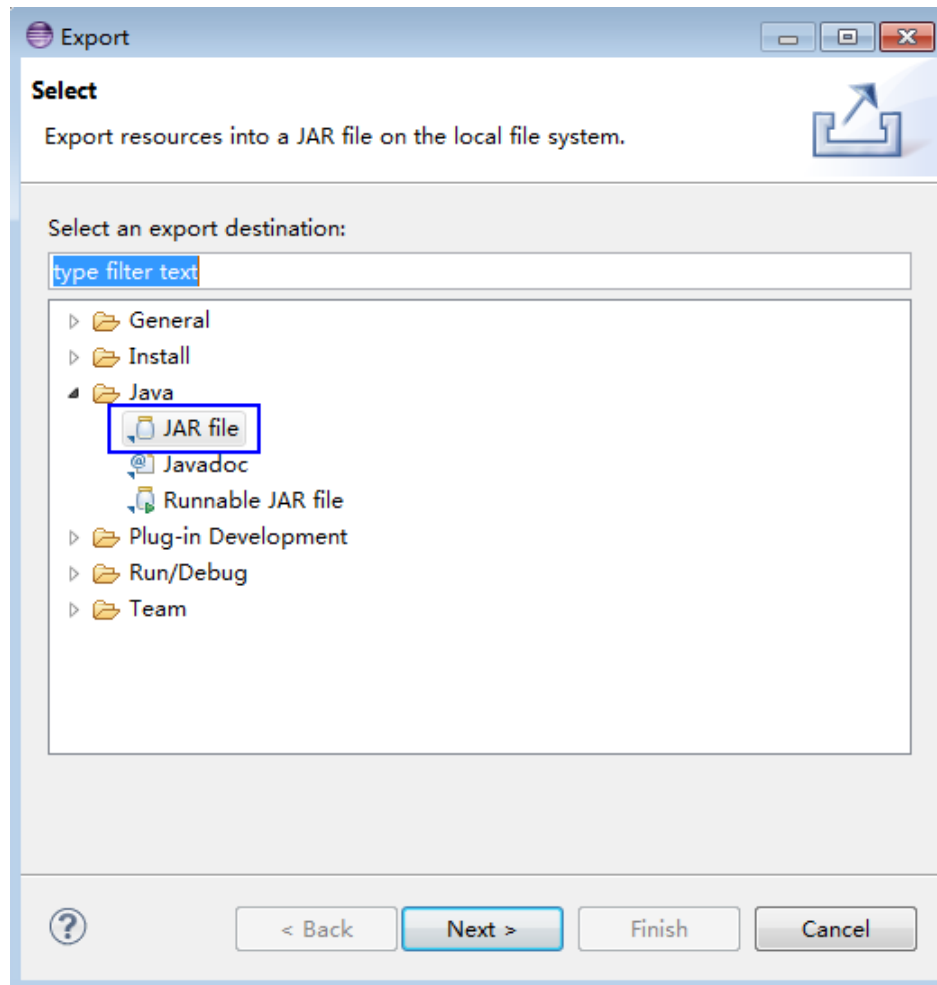 Export
Select
Export resources into a JAR file on the local file system.
Select an export destination:
type filter text
General
Install
Java
JAR file
Javadoc
Runnable JAR file
Plug-in Development
Run/Debug
Team
? < Back Next > Finish Cancel